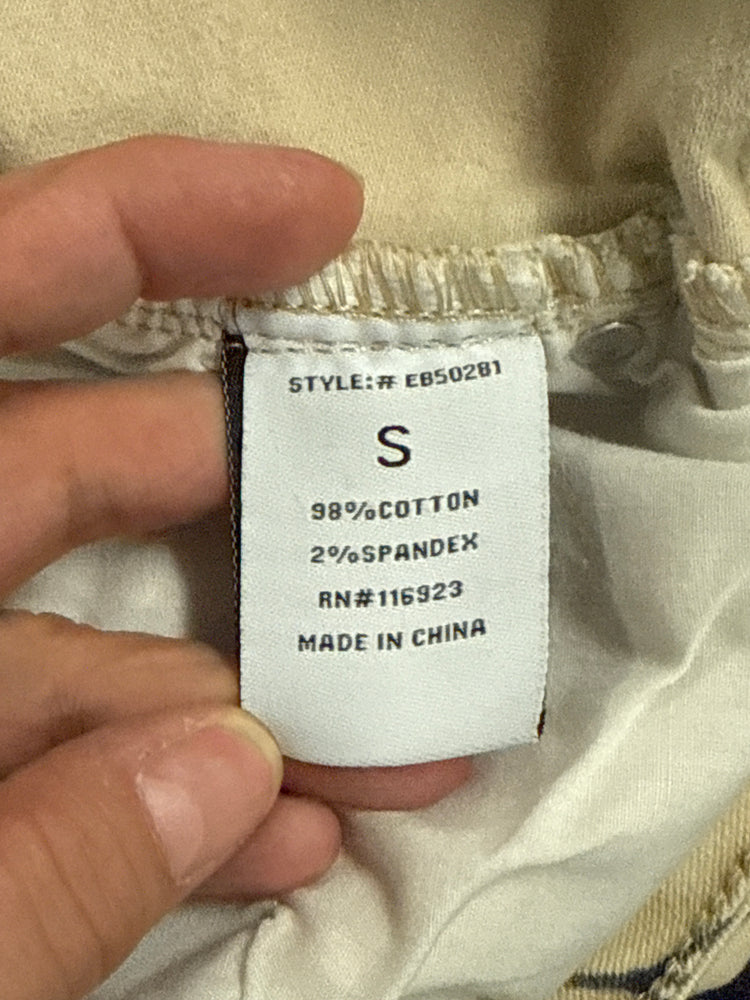 STYLE:# EB50281
S
98%COTTON
2%SPANDEX
RN#116923
MADE IN CHINA